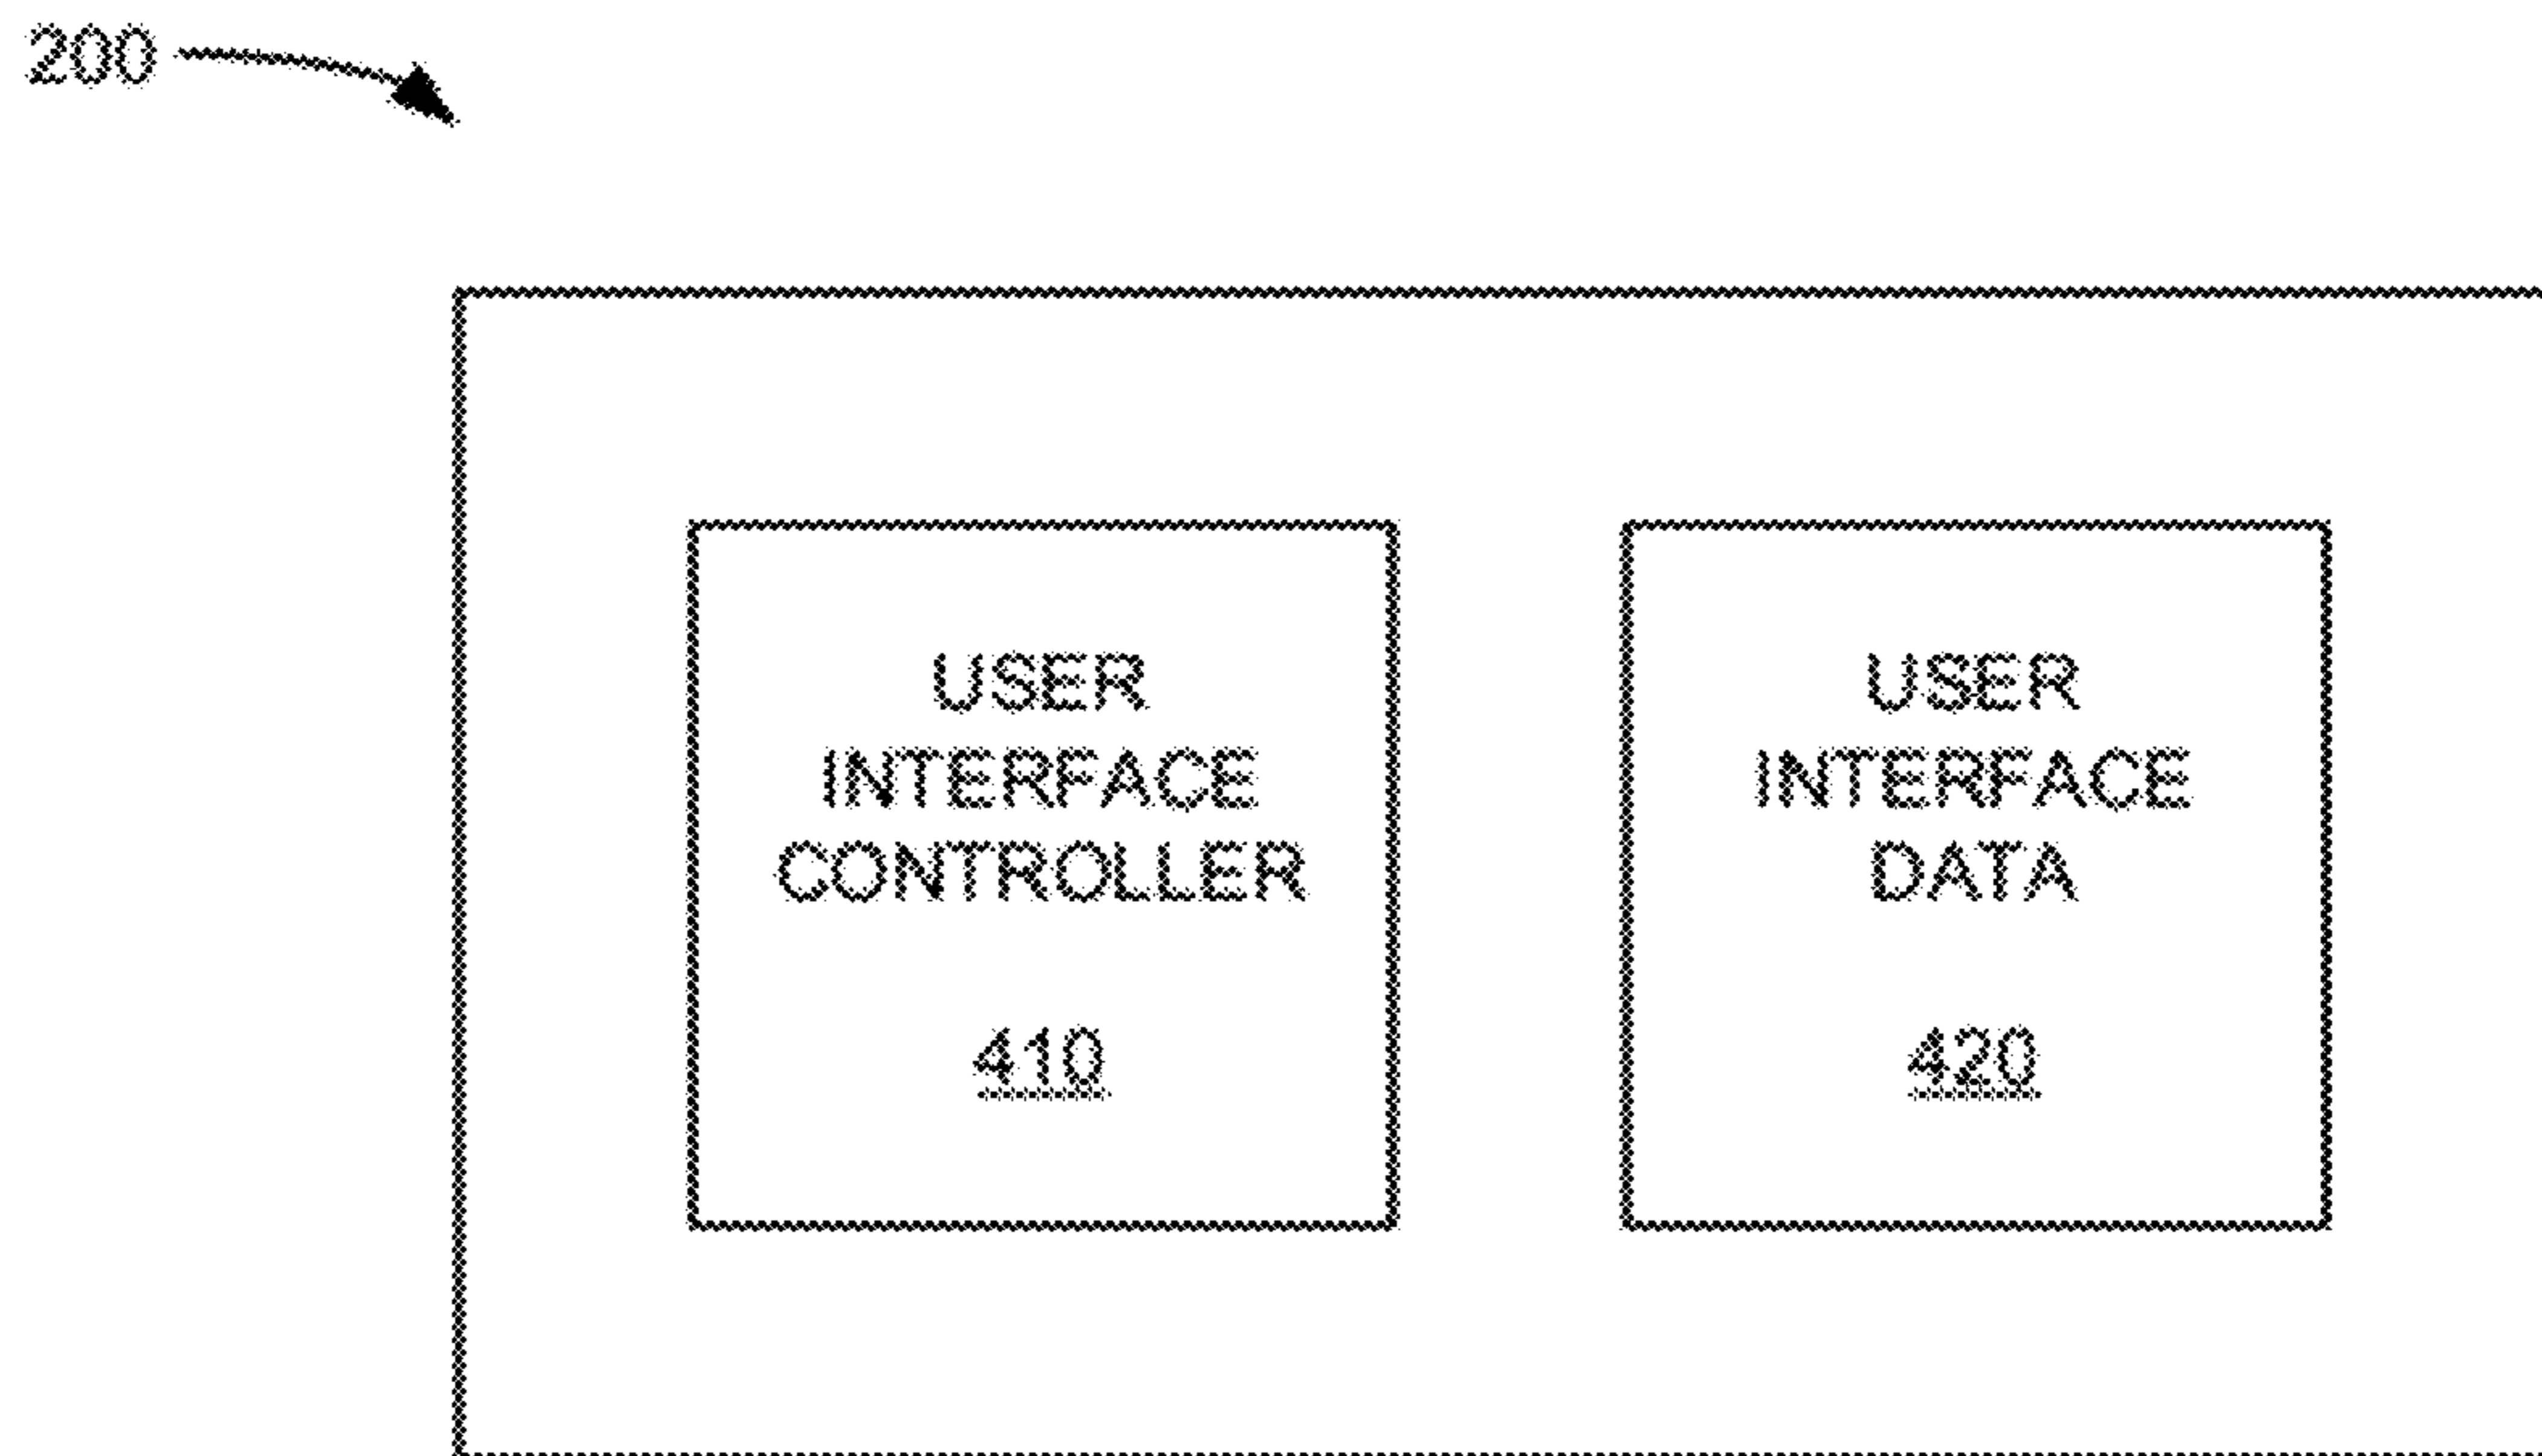 200
USER
INTERFACE
CONTROLLER
410
USER
INTERFACE
DATA
420